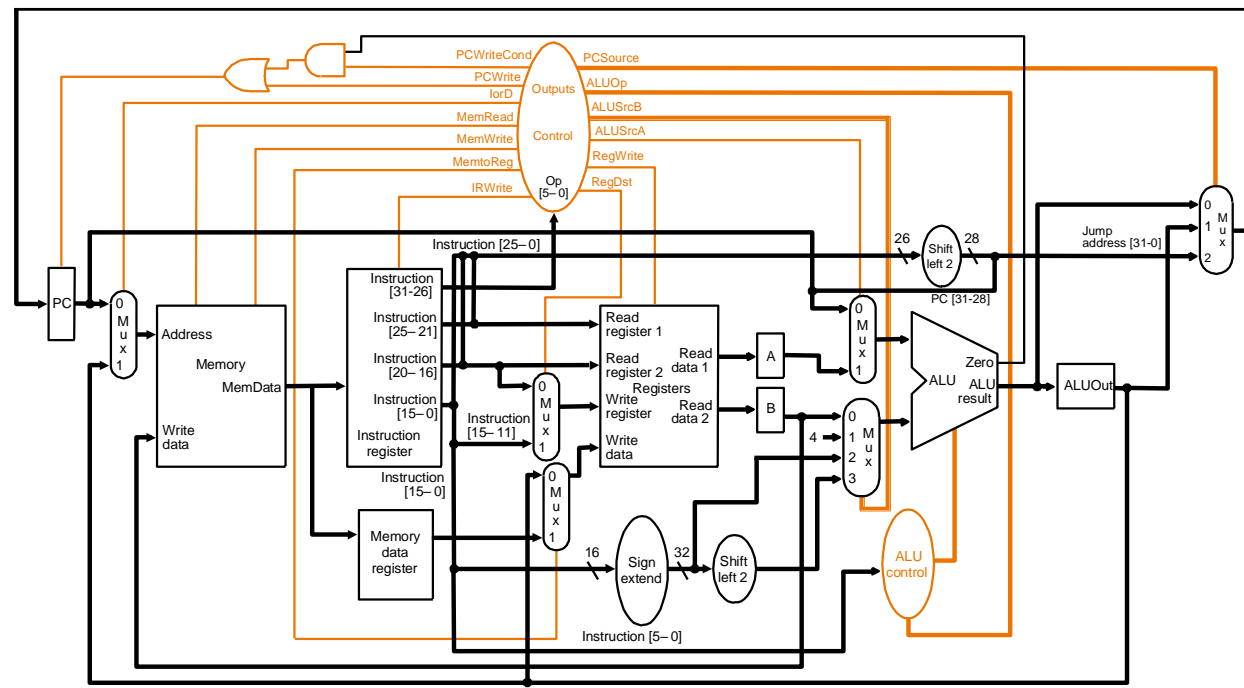 PCWriteCond
PCWrite
IorD
MemRead
MemWrite
MemtoReg
IRWrite
Outputs
Control
Op
[5–0]
PCSource
ALUOp
ALUSrcB
ALUSrcA
RegWrite
RegDst
Instruction [25–0]
26
Shift
left 2
28
Jump
address [31-0]
PC [31-28]
0
1
2
M
u
x
PC
0
M
u
x
1
Address
Memory
MemData
Write
data
Instruction
[31-26]
Instruction
[25–21]
Instruction
[20–16]
Instruction
[15–0]
Instruction
register
Instruction
[15–0]
Instruction
[15–11]
0
M
u
x
1
Read
register 1
Read
register 2
Registers
Write
register
Write
data
Read
data 1
Read
data 2
A
B
0
M
u
x
1
4
0
1
2
3
M
u
x
Zero
ALU
ALU
result
ALUOut
Memory
data
register
0
M
u
x
1
16
Sign
extend
32
Shift
left 2
ALU
control
Instruction [5–0]